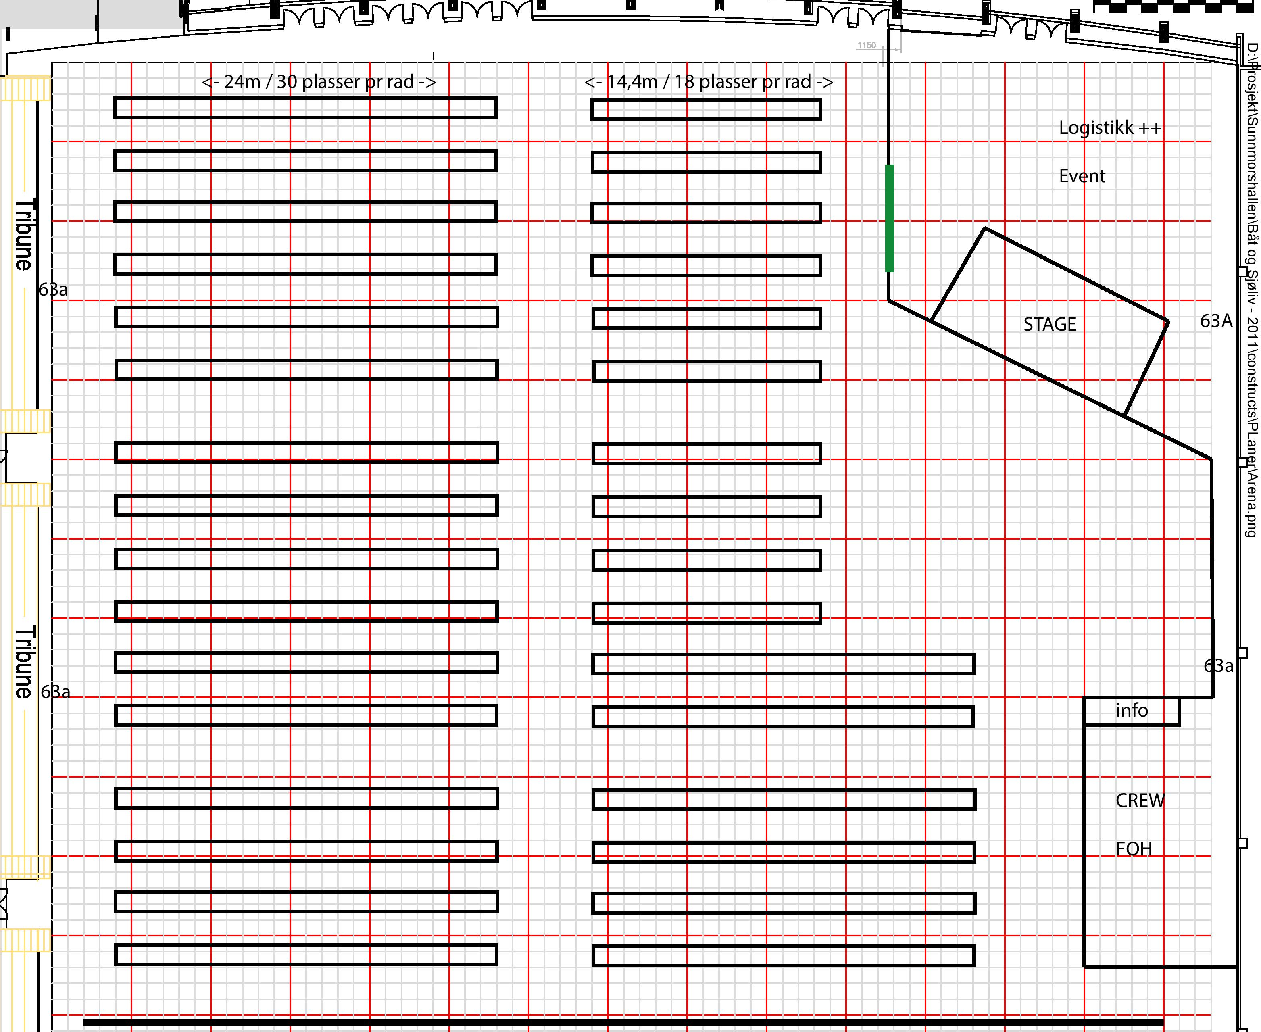 1150
<- 24m / 30 plasser pr rad ->
<- 14,4m / 18 plasser pr rad ->
Logistikk ++
Event
Tribune
63a
STAGE
63A
D:\Prosjekt\Sunnmorshallen\Båt og Sjøliv - 2011\constructs\PLaner\Arena.png
Tribune
63a
63a
info
CREW
FOH